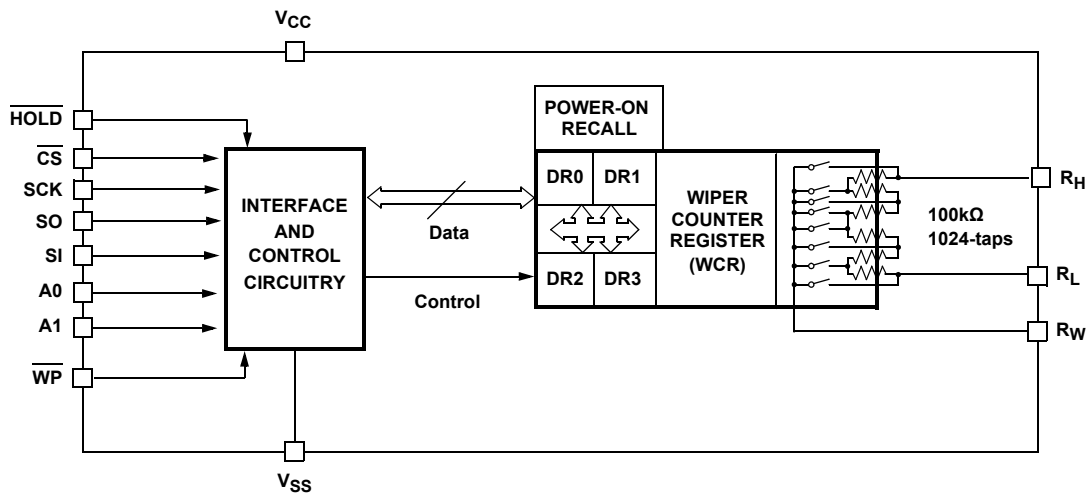 VCC
HOLD
CS
SCK
SO
SI
A0
A1
WP
INTERFACE
AND
CONTROL
CIRCUITRY
Data
Control
POWER-ON
RECALL
DR0 DR1
DR2 DR3
WIPER
COUNTER
REGISTER
(WCR)
100kΩ
1024-taps
RH
RL
RW
VSS